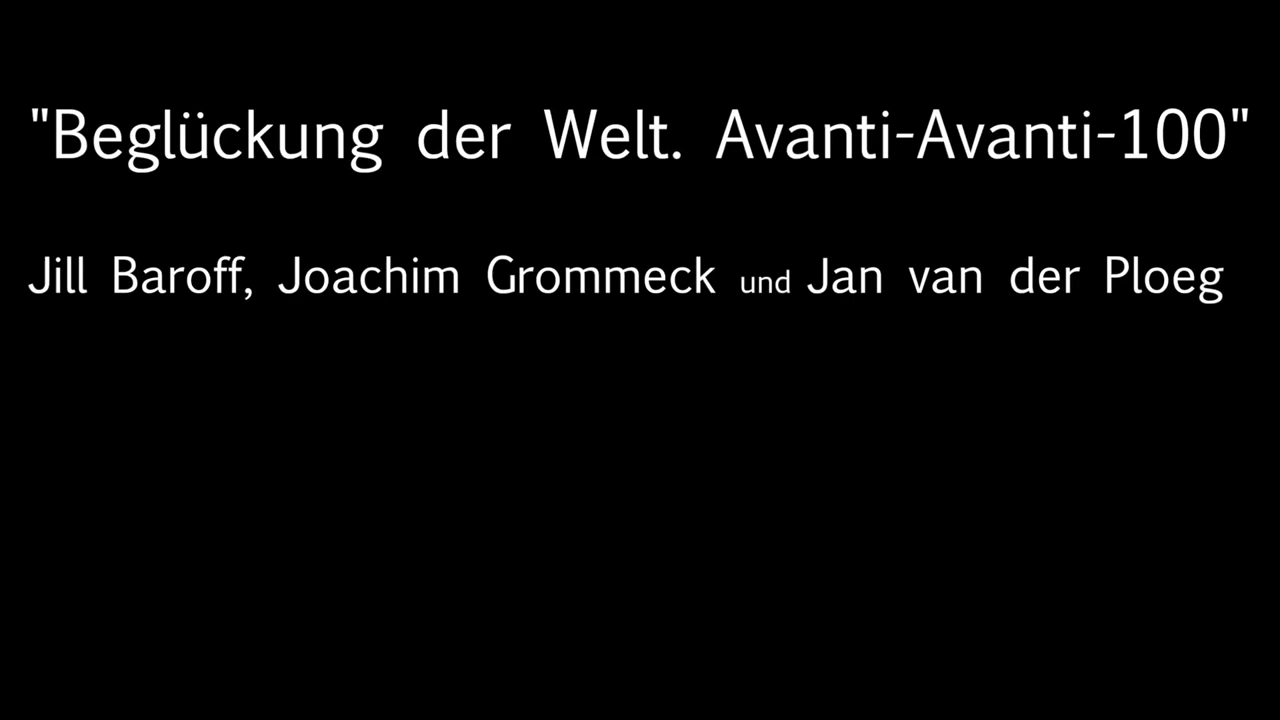 "Beglückung der Welt. Avanti-Avanti-100"
Jill Baroff, Joachim Grommeck und Jan van der Ploeg